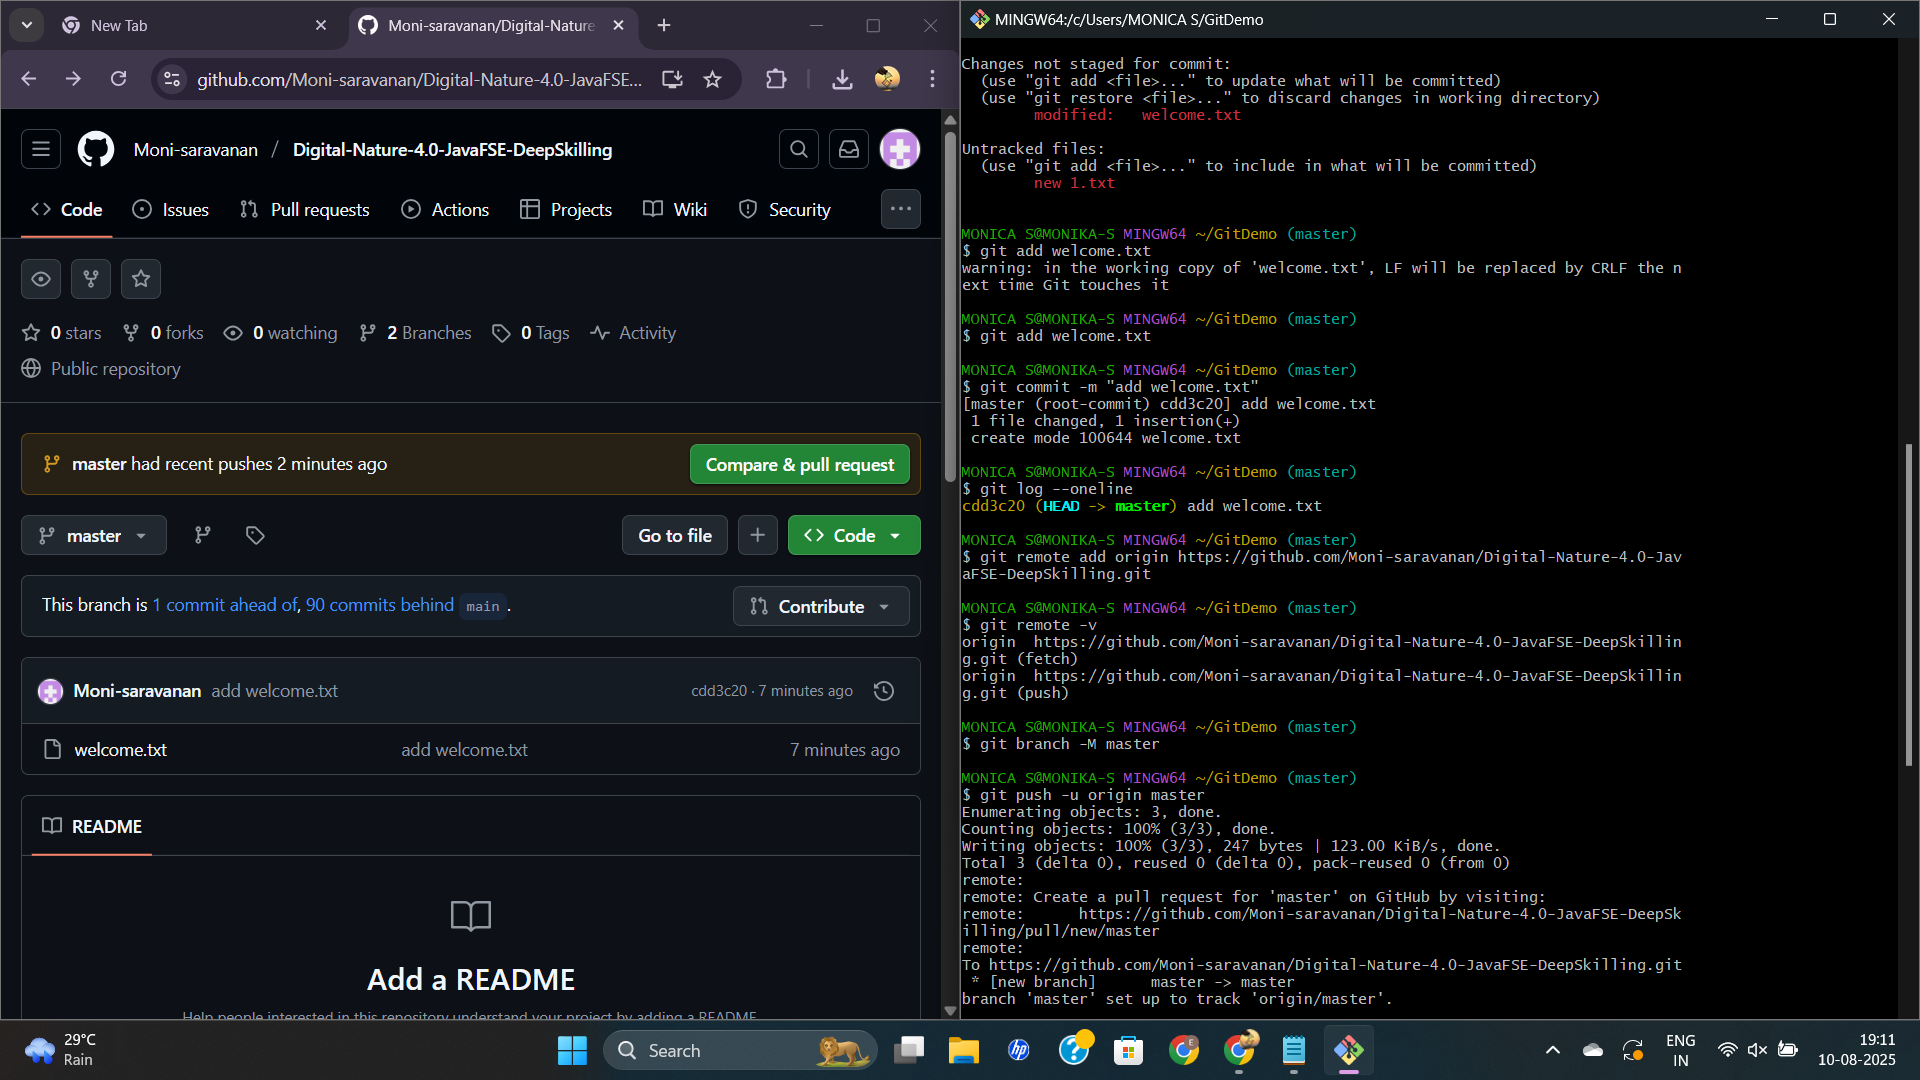 New Tab
Moni-saravanan/Digital-Nature
github.com/Moni-saravanan/Digital-Nature-4.0-JavaFSE...
Moni-saravanan / Digital-Nature-4.0-JavaFSE-DeepSkilling
Code Issues Pull requests Actions Projects Wiki Security
0 stars 0 forks 0 watching 2 Branches 0 Tags Activity
Public repository
master had recent pushes 2 minutes ago
Compare & pull request
master
Go to file
Code
This branch is 1 commit ahead of, 90 commits behind main .
Contribute
Moni-saravanan add welcome.txt cdd3c20 · 7 minutes ago
welcome.txt add welcome.txt 7 minutes ago
README
Add a README
Help people interested in this repository understand your project by adding a README.
MINGW64:/c/Users/MONICA S/GitDemo
Changes not staged for commit:
(use "git add <file>..." to update what will be committed)
(use "git restore <file>..." to discard changes in working directory)
modified:   welcome.txt
Untracked files:
(use "git add <file>..." to include in what will be committed)
new 1.txt
MONICA S@MONIKA-S MINGW64 ~/GitDemo (master)
$ git add welcome.txt
warning: in the working copy of 'welcome.txt', LF will be replaced by CRLF the n
ext time Git touches it
MONICA S@MONIKA-S MINGW64 ~/GitDemo (master)
$ git add welcome.txt
MONICA S@MONIKA-S MINGW64 ~/GitDemo (master)
$ git commit -m "add welcome.txt"
[master (root-commit) cdd3c20] add welcome.txt
1 file changed, 1 insertion(+)
create mode 100644 welcome.txt
MONICA S@MONIKA-S MINGW64 ~/GitDemo (master)
$ git log --oneline
cdd3c20 (HEAD -> master) add welcome.txt
MONICA S@MONIKA-S MINGW64 ~/GitDemo (master)
$ git remote add origin https://github.com/Moni-saravanan/Digital-Nature-4.0-Jav
aFSE-DeepSkilling.git
MONICA S@MONIKA-S MINGW64 ~/GitDemo (master)
$ git remote -v
origin  https://github.com/Moni-saravanan/Digital-Nature-4.0-JavaFSE-DeepSkillin
g.git (fetch)
origin  https://github.com/Moni-saravanan/Digital-Nature-4.0-JavaFSE-DeepSkillin
g.git (push)
MONICA S@MONIKA-S MINGW64 ~/GitDemo (master)
$ git branch -M master
MONICA S@MONIKA-S MINGW64 ~/GitDemo (master)
$ git push -u origin master
Enumerating objects: 3, done.
Counting objects: 100% (3/3), done.
Writing objects: 100% (3/3), 247 bytes | 123.00 KiB/s, done.
Total 3 (delta 0), reused 0 (delta 0), pack-reused 0 (from 0)
remote:
remote: Create a pull request for 'master' on GitHub by visiting:
remote:      https://github.com/Moni-saravanan/Digital-Nature-4.0-JavaFSE-DeepSk
illing/pull/new/master
remote:
To https://github.com/Moni-saravanan/Digital-Nature-4.0-JavaFSE-DeepSkilling.git
* [new branch]      master -> master
branch 'master' set up to track 'origin/master'.
29°C
Rain
Search
hp
E
ENG
IN
19:11
10-08-2025